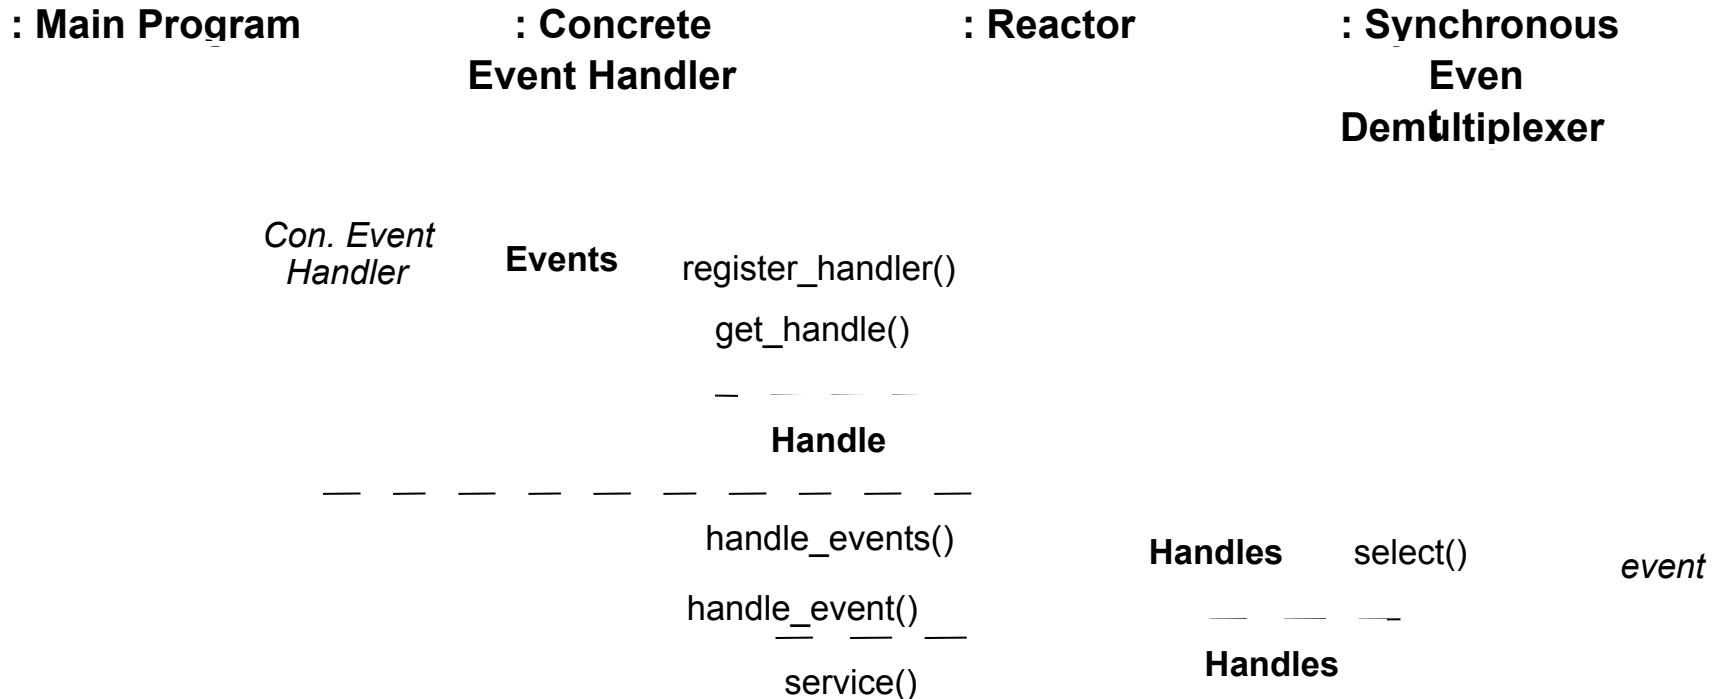 : Main Program
: Concrete
Event Handler
: Reactor
: Synchronous
Even
t
Demultiplexer
Con. Event
Handler
Events
register_handler()
get_handle()
Handle
handle_events()
Handles
select()
event
handle_event()
Handles
service()